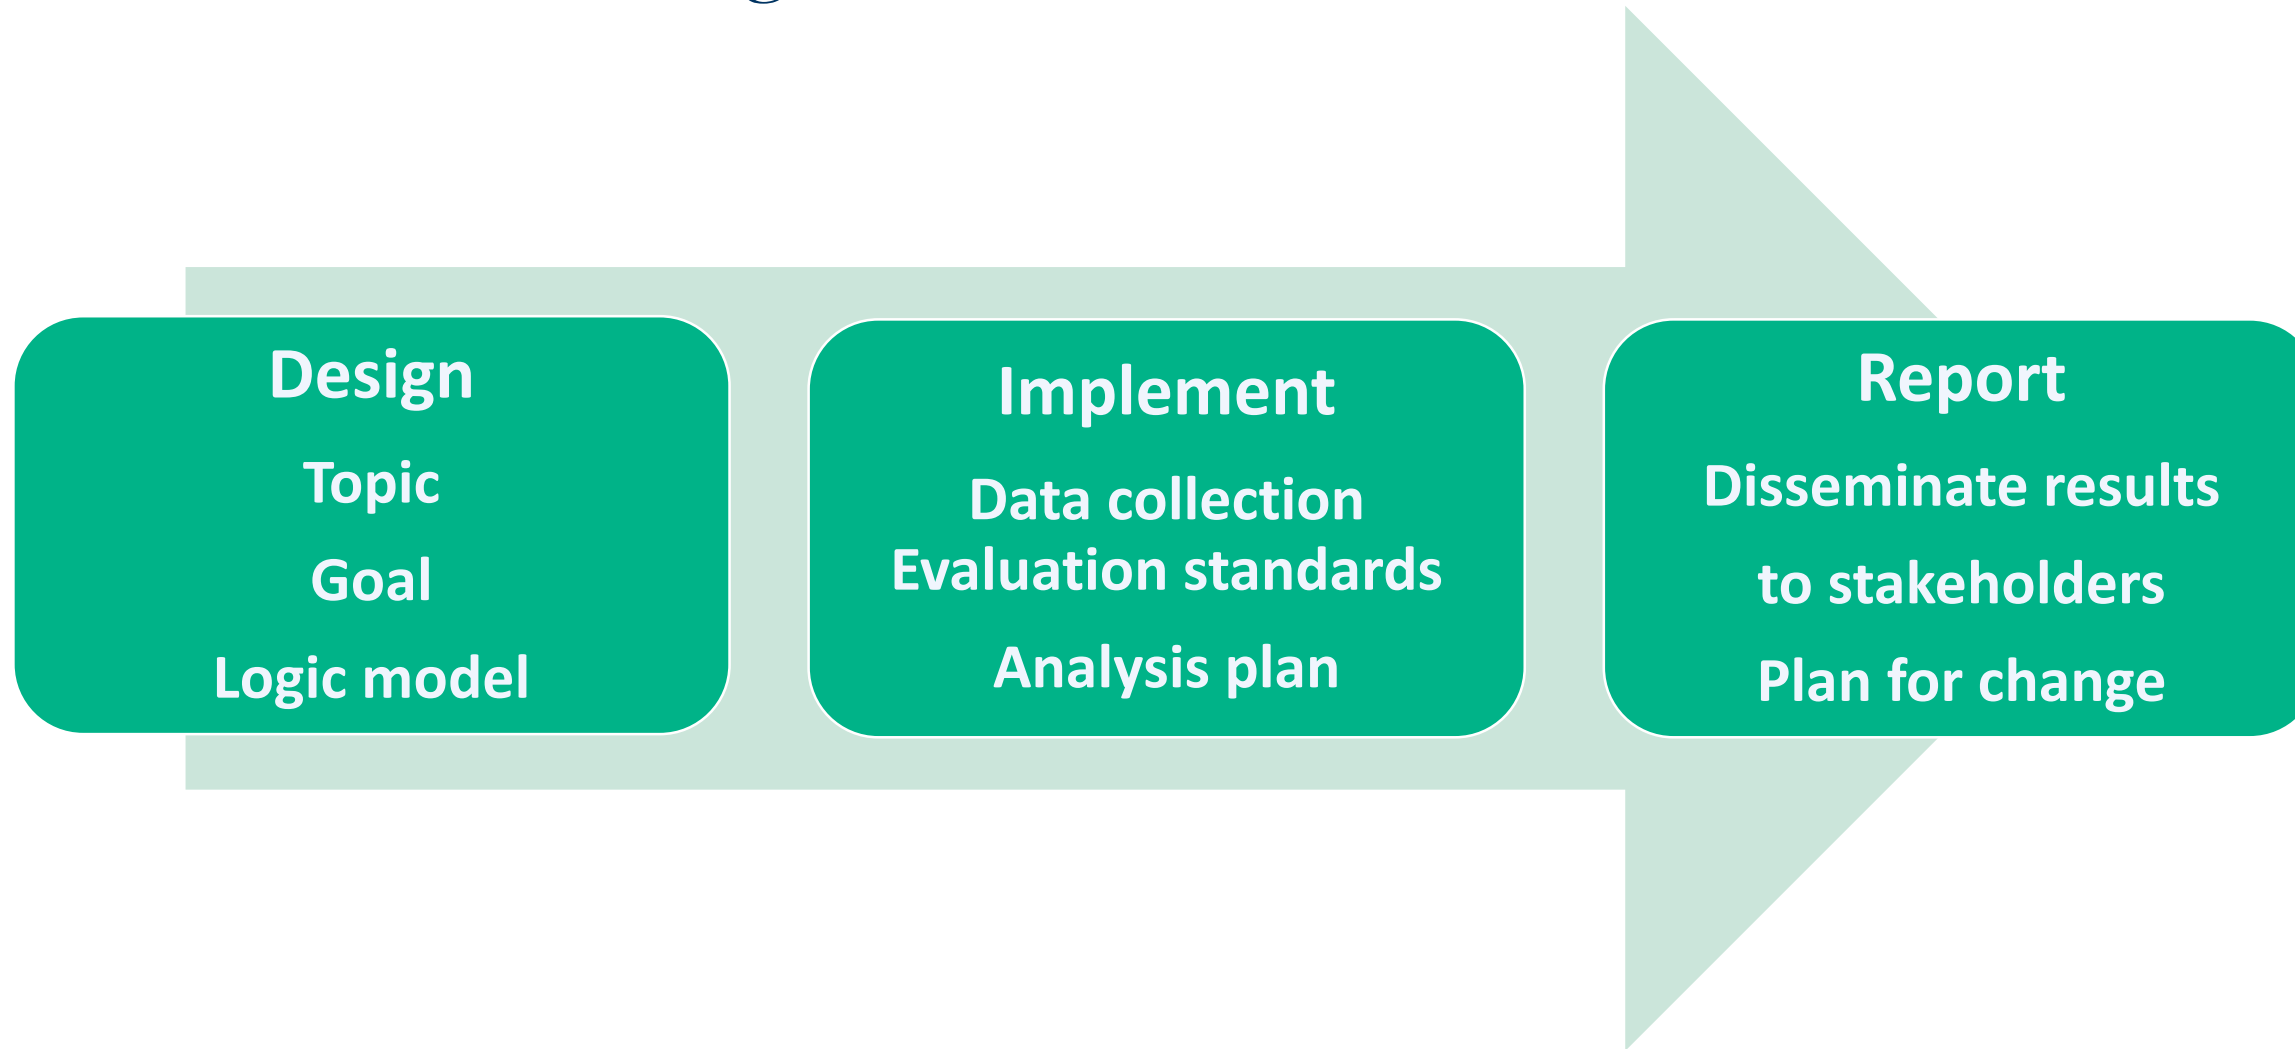 Design
Topic
Goal
Logic model
Implement
Data collection
Evaluation standards
Analysis plan
Report
Disseminate results
to stakeholders
Plan for change